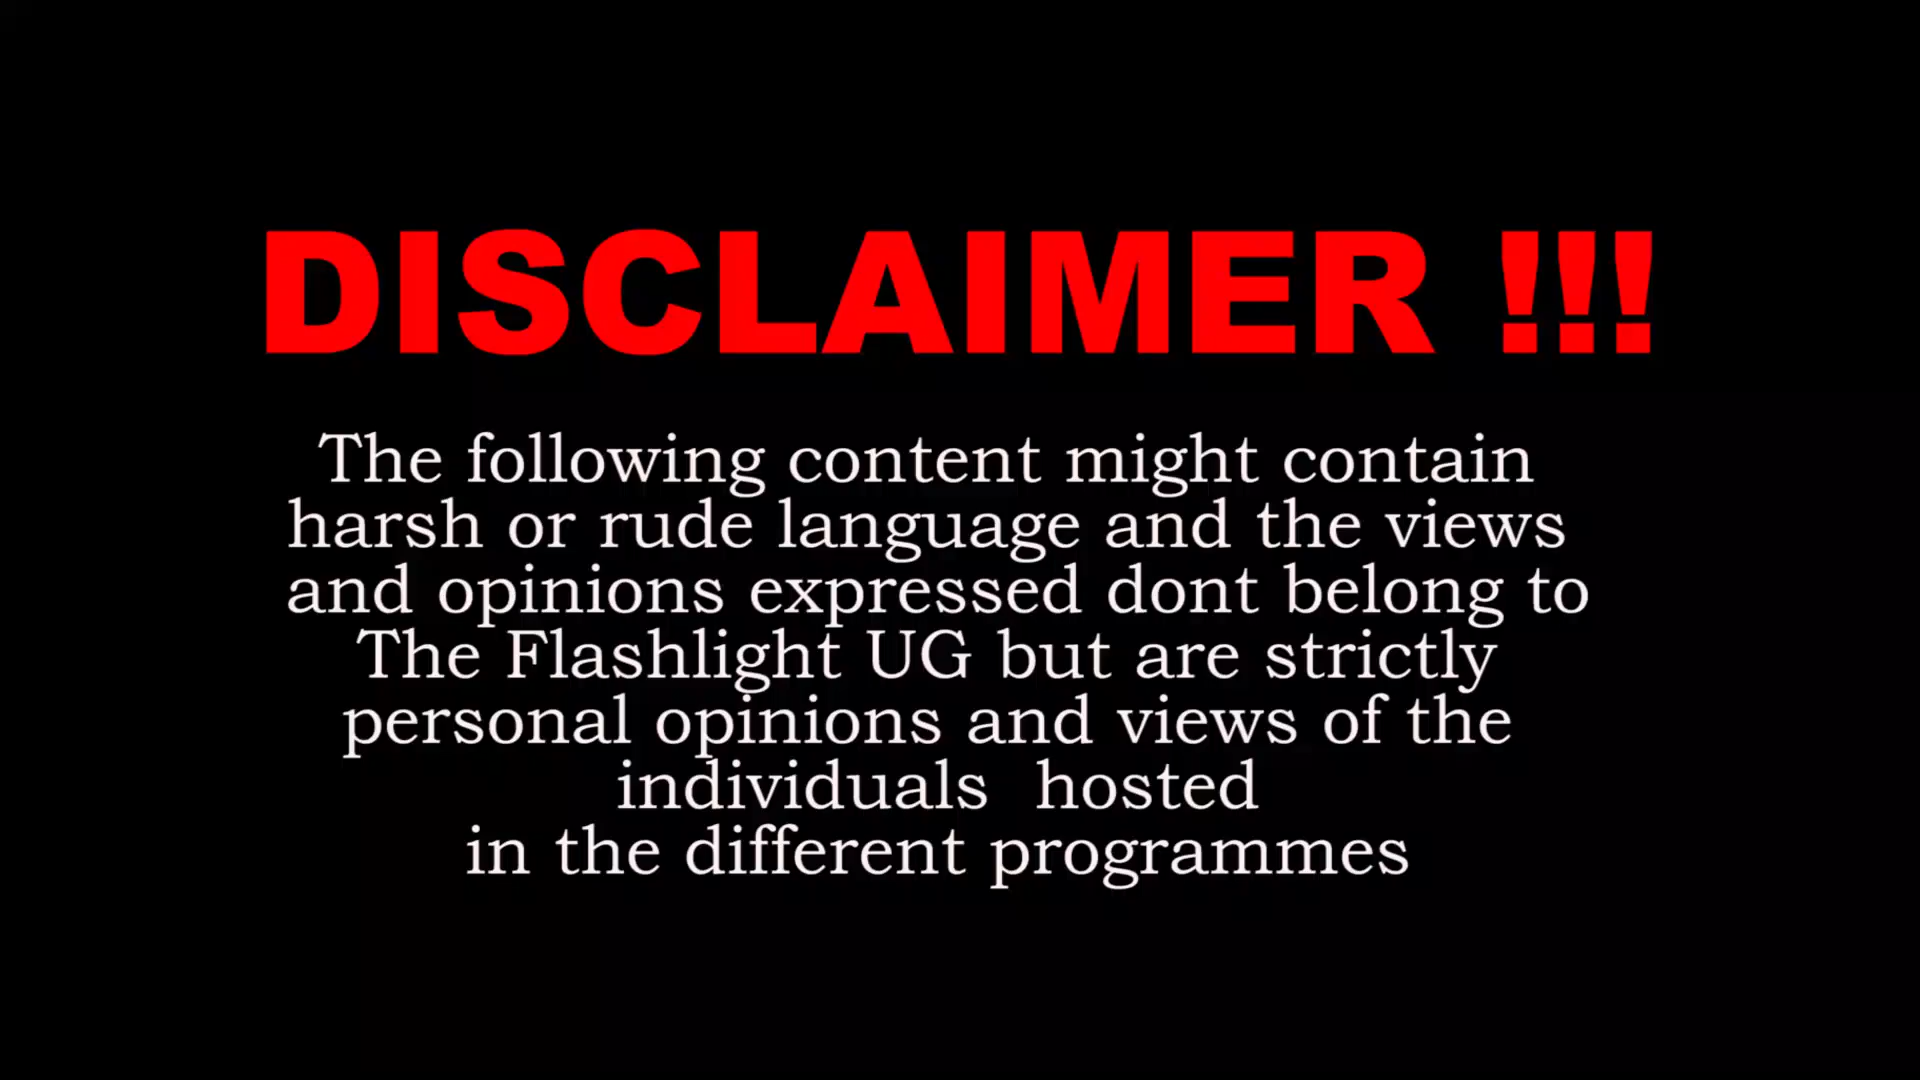 DISCLAIMER !!!
The following content might contain
harsh or rude language and the views
and opinions expressed dont belong to
The Flashlight UG but are strictly
personal opinions and views of the
individuals  hosted
in the different programmes